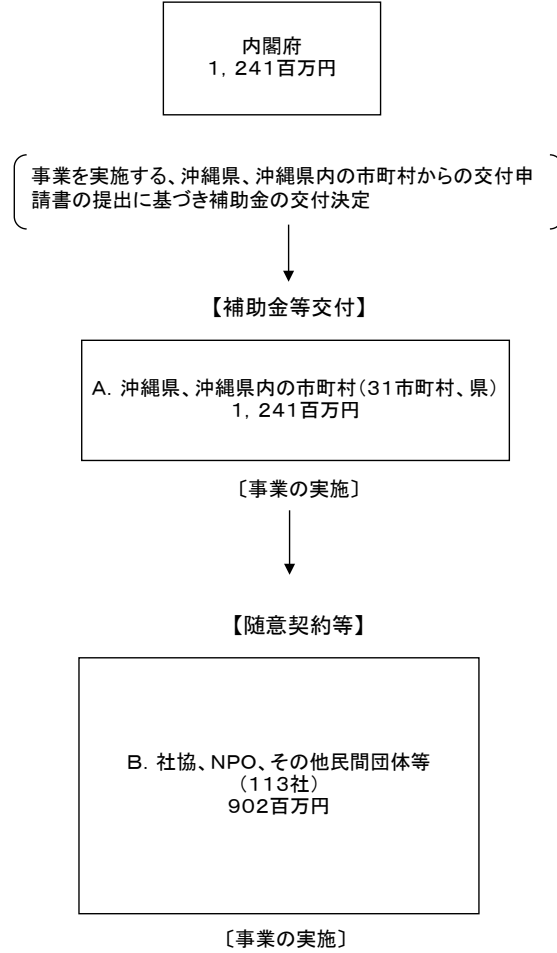 内閣府
1，241百万円
事業を実施する、沖縄県、沖縄県内の市町村からの交付申
請書の提出に基づき補助金の交付決定
【補助金等交付】
A．沖縄県、沖縄県内の市町村（31市町村、県）
1，241百万円
〔事業の実施〕
【随意契約等】
B．社協、NPO、その他民間団体等
（113社）
902百万円
〔事業の実施〕